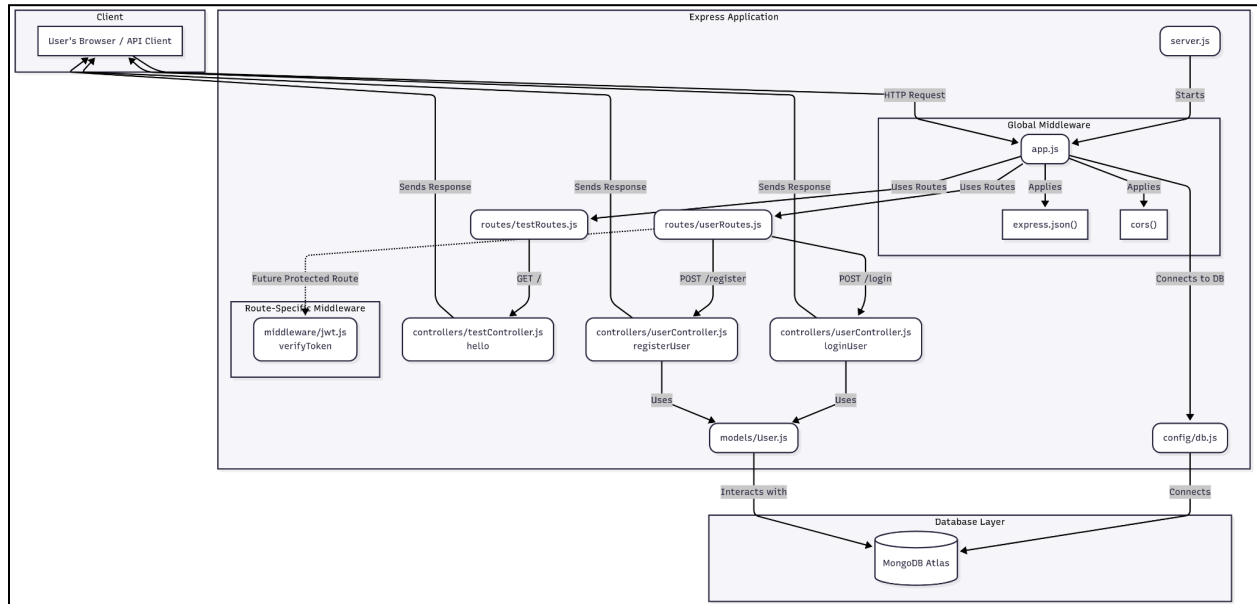 Client
Express Application
User's Browser / API Client
server.js
HTTP Request
Starts
Global Middleware
app.js
Sends Response
Sends Response
Sends Response
Uses Routes
Uses Routes
Applies
Applies
routes/testRoutes.js
routes/userRoutes.js
express.json()
cors()
Future Protected Route
GET /
POST /register
POST /login
Connects to DB
Route-Specific Middleware
middleware/jwt.js
verifyToken
controllers/testController.js
hello
controllers/userController.js
registerUser
controllers/userController.js
loginUser
Uses
Uses
models/User.js
config/db.js
Interacts with
Connects
Database Layer
MongoDB Atlas